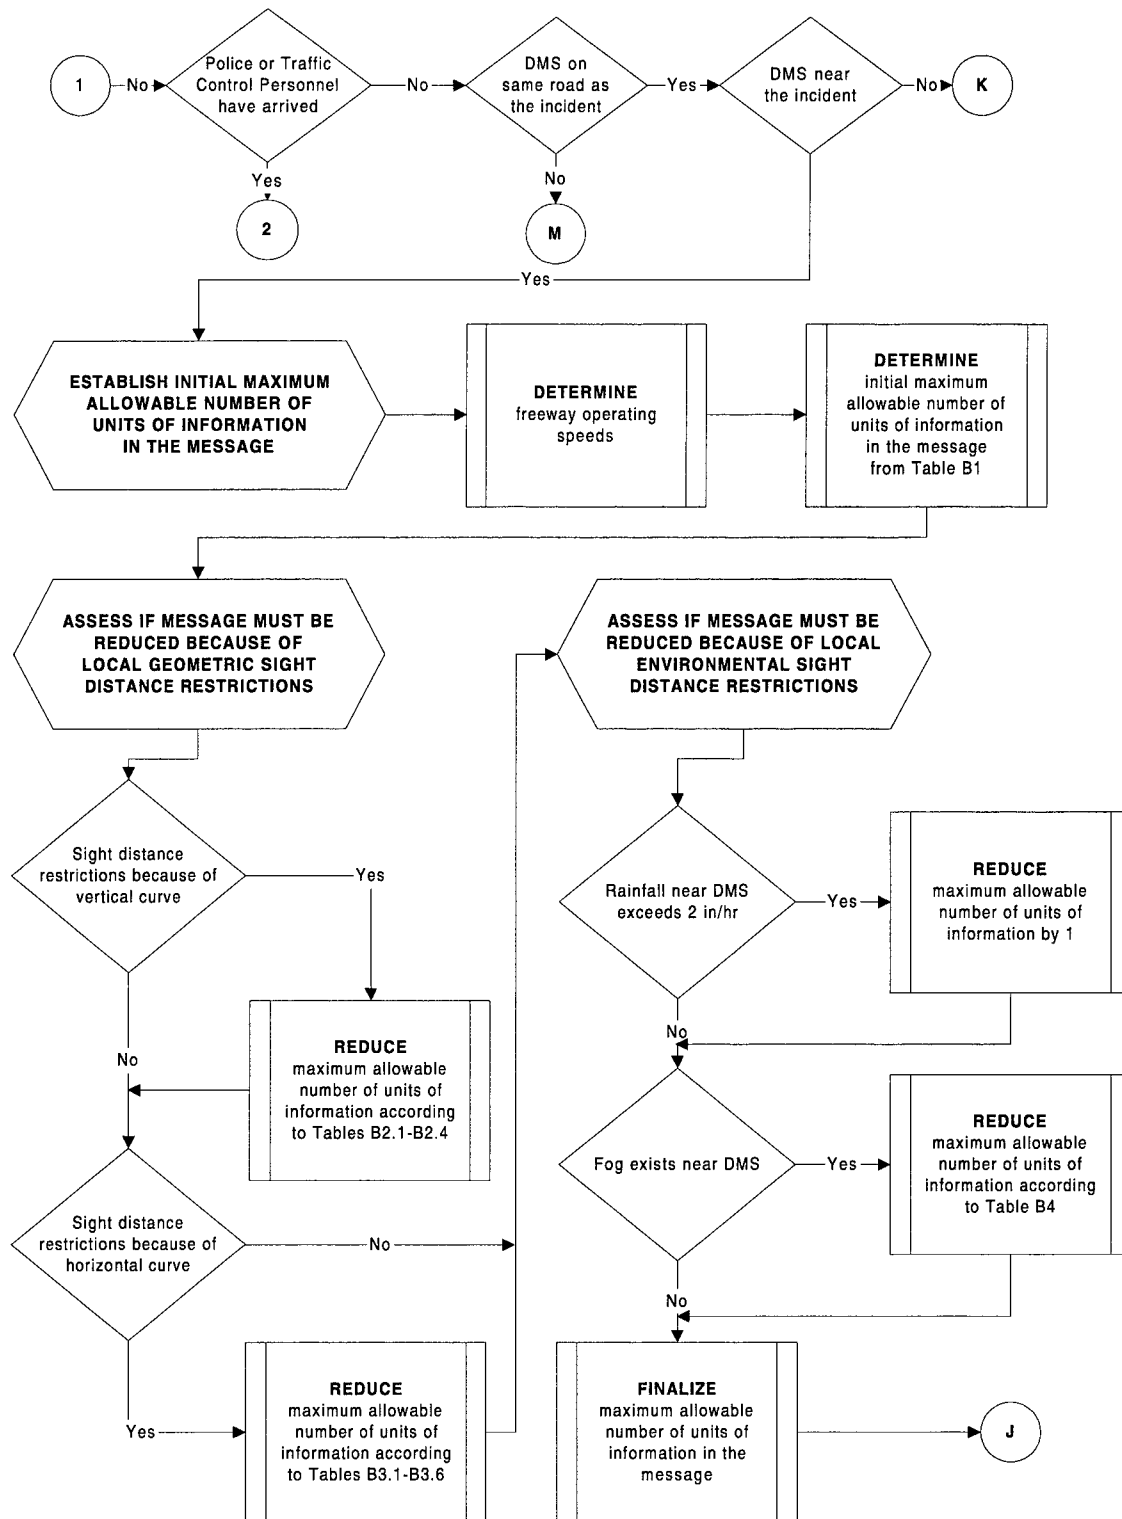 1
No
Police or Traffic
Control Personnel
have arrived
No
DMS on
same road as
the incident
Yes
DMS near
the incident
No
K
Yes
2
No
M
Yes
ESTABLISH INITIAL MAXIMUM
ALLOWABLE NUMBER OF
UNITS OF INFORMATION
IN THE MESSAGE
DETERMINE
freeway operating
speeds
DETERMINE
initial maximum
allowable number of
units of information
in the message
from Table B1
ASSESS IF MESSAGE MUST BE
REDUCED BECAUSE OF
LOCAL GEOMETRIC SIGHT
DISTANCE RESTRICTIONS
ASSESS IF MESSAGE MUST BE
REDUCED BECAUSE OF LOCAL
ENVIRONMENTAL SIGHT
DISTANCE RESTRICTIONS
Sight distance
restrictions because of
vertical curve
Yes
No
REDUCE
maximum allowable
number of units of
information according
to Tables B2.1-B2.4
Sight distance
restrictions because of
horizontal curve
No
Yes
REDUCE
maximum allowable
number of units of
information according
to Tables B3.1-B3.6
Rainfall near DMS
exceeds 2 in/hr
Yes
REDUCE
maximum allowable
number of units of
information by 1
No
Fog exists near DMS
Yes
REDUCE
maximum allowable
number of units of
information according
to Table B4
No
FINALIZE
maximum allowable
number of units of
information in the
message
J